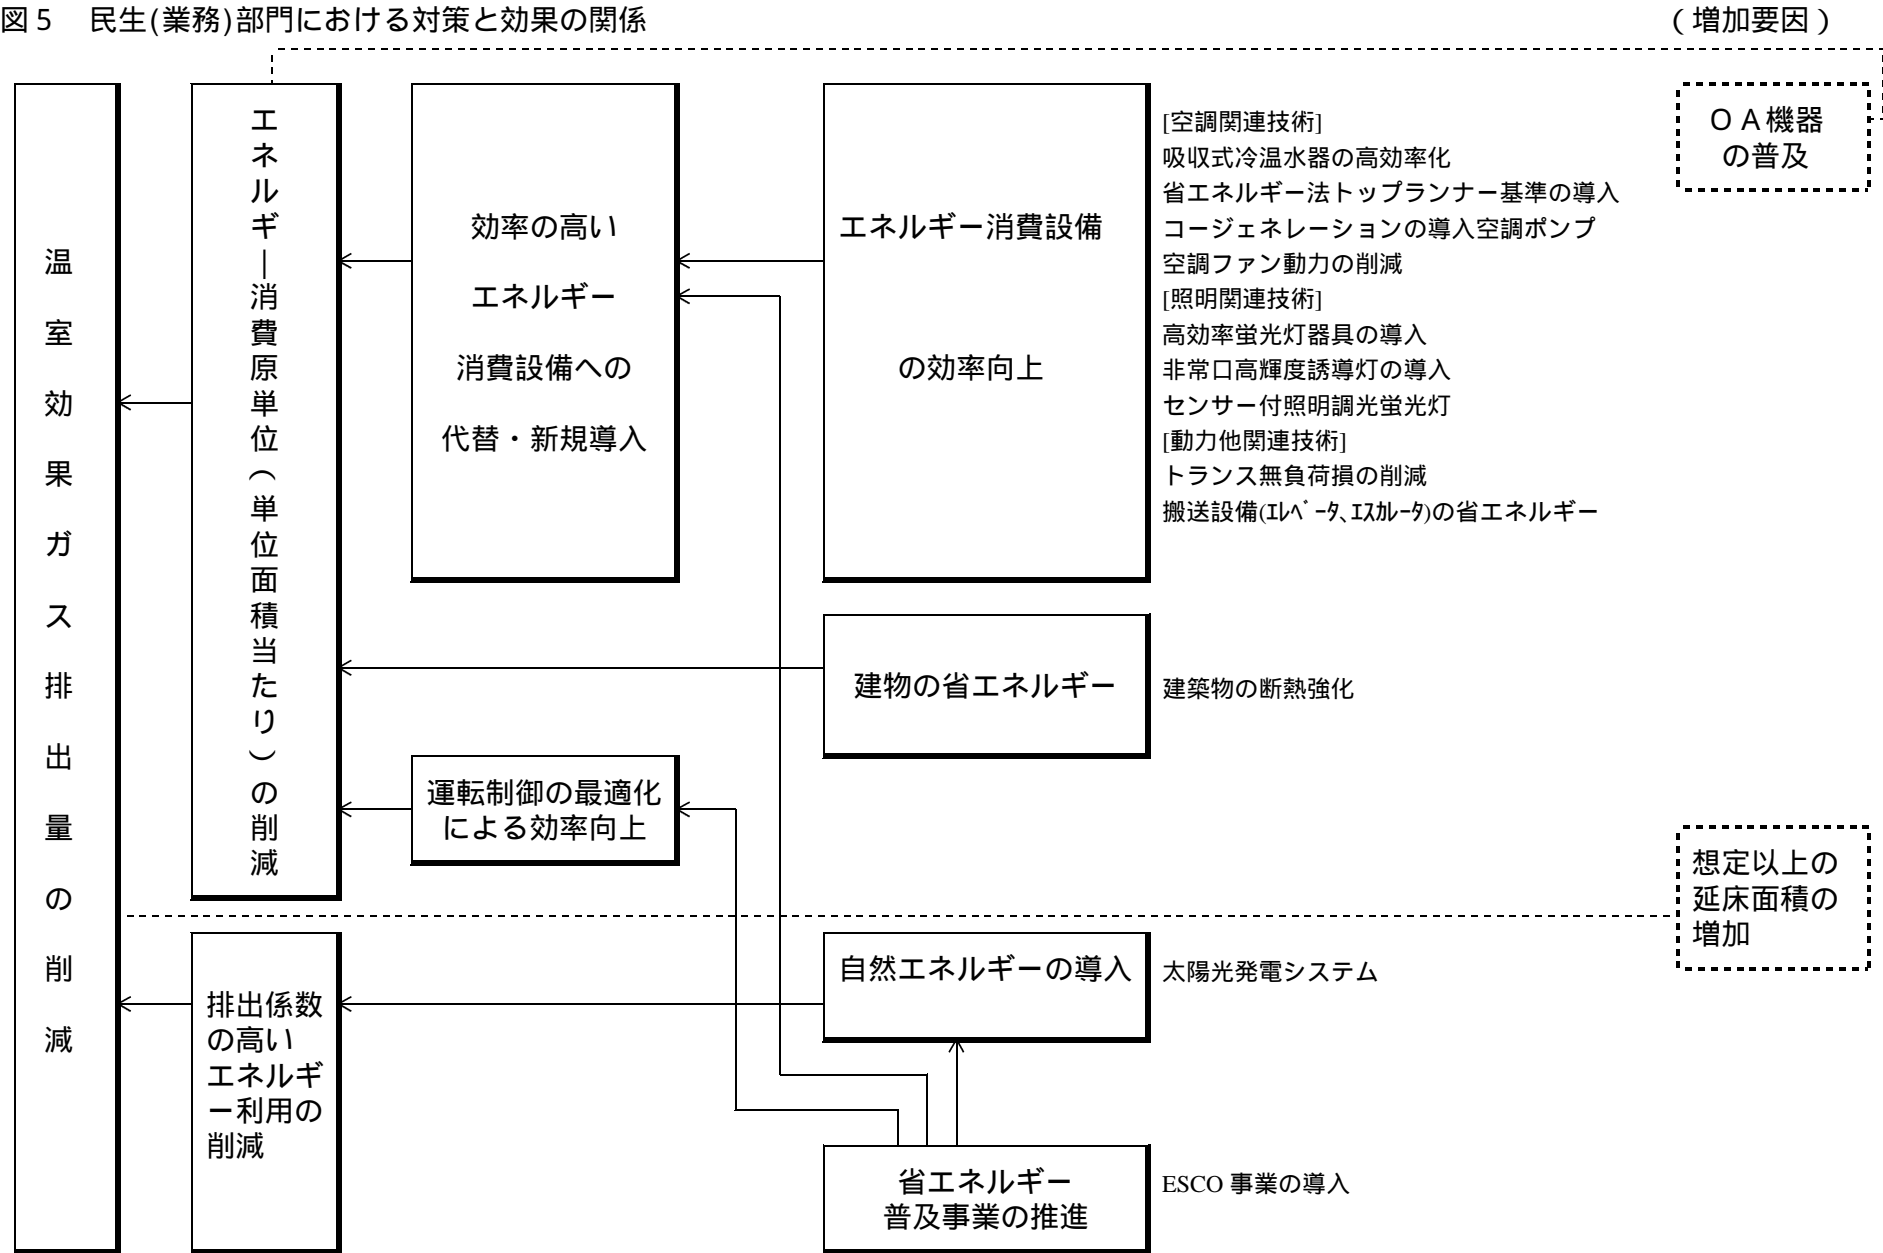 図５　民生(業務)部門における対策と効果の関係
（増加要因）
温室効果ガス排出量の削減
エネルギ―消費原単位（単位面積当たり）の削減
効率の高い
エネルギー
消費設備への
代替・新規導入
エネルギー消費設備
の効率向上
[空調関連技術]
吸収式冷温水器の高効率化
省エネルギー法トップランナー基準の導入
コージェネレーションの導入空調ポンプ
空調ファン動力の削減
[照明関連技術]
高効率蛍光灯器具の導入
非常口高輝度誘導灯の導入
センサー付照明調光蛍光灯
[動力他関連技術]
トランス無負荷損の削減
搬送設備(ｴﾚﾍﾞｰﾀ､ｴｽｶﾚｰﾀ)の省エネルギー
ＯＡ機器
の普及
建物の省エネルギー
建築物の断熱強化
運転制御の最適化
による効率向上
想定以上の
延床面積の
増加
排出係数
の高い
エネルギ
ー利用の
削減
自然エネルギーの導入
太陽光発電システム
省エネルギー
普及事業の推進
ESCO 事業の導入